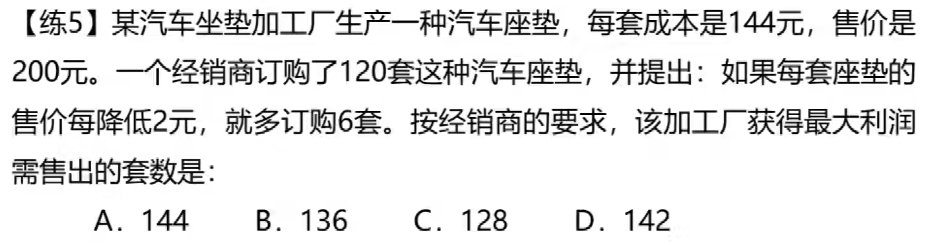 【练5】某汽车坐垫加工厂生产一种汽车座垫，每套成本是144元，售价是
200元。一个经销商订购了120套这种汽车座垫，并提出：如果每套座垫的
售价每降低2元，就多订购6套。按经销商的要求，该加工厂获得最大利润
需售出的套数是：
A．144 B．136 C．128 D．142